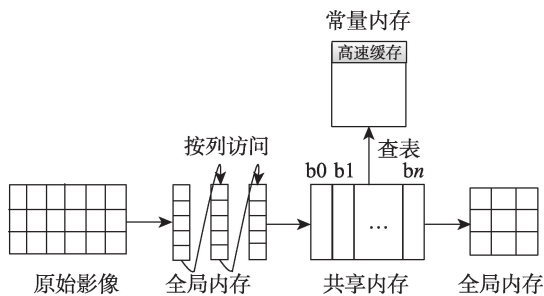 常量内存
高速缓存
按列访问
查表
b0 b1 bn
...
原始影像
全局内存
共享内存
全局内存